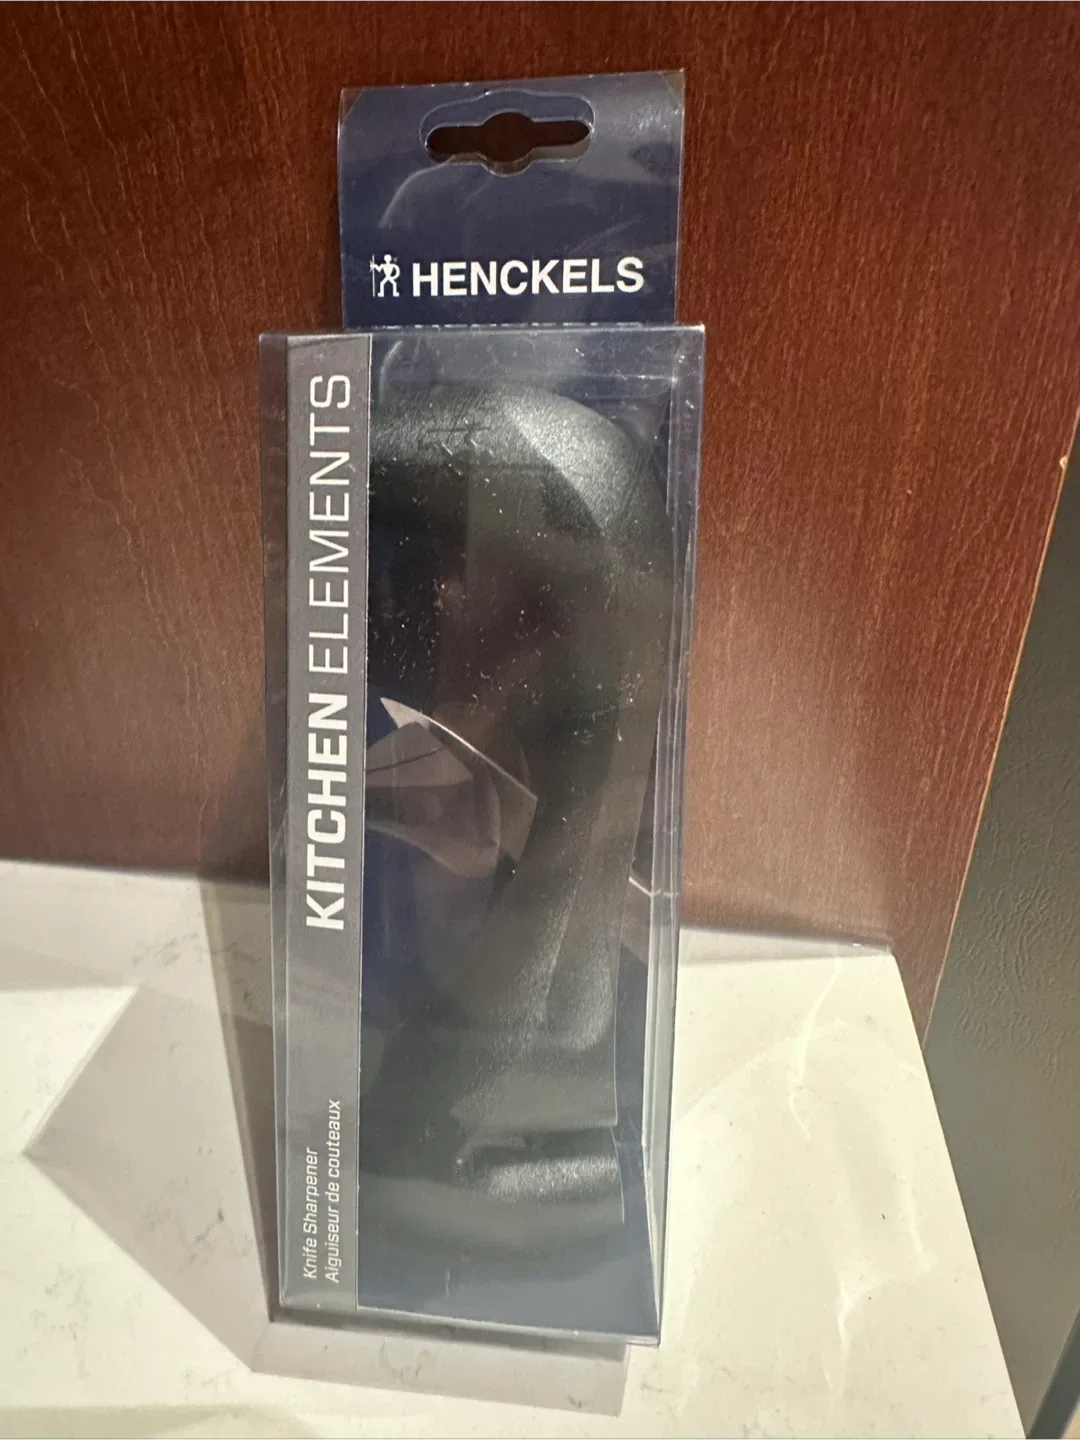 HENCKELS
KITCHEN ELEMENTS
Knife Sharpener
Aiguiseur de couteaux